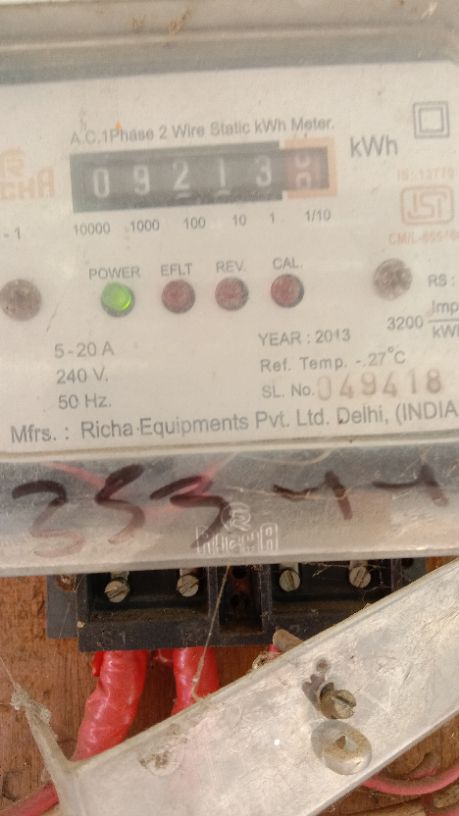 A.C.1Phase 2 Wire Static kWh Meter.
RICHA
0 9 2 1 3
kWh
10000 1000 100 10 1 1/10
POWER EFLT REV. CAL.
5-20 A
240 V.
50 Hz.
YEAR : 2013
Ref. Temp. -.27°C
SL. No. 049418
3200 Imp
kWh
RS :
IS:13779
ISI
CM/L-
- 1
Mfrs. : Richa Equipments Pvt. Ltd. Delhi, (INDIA
RICHA